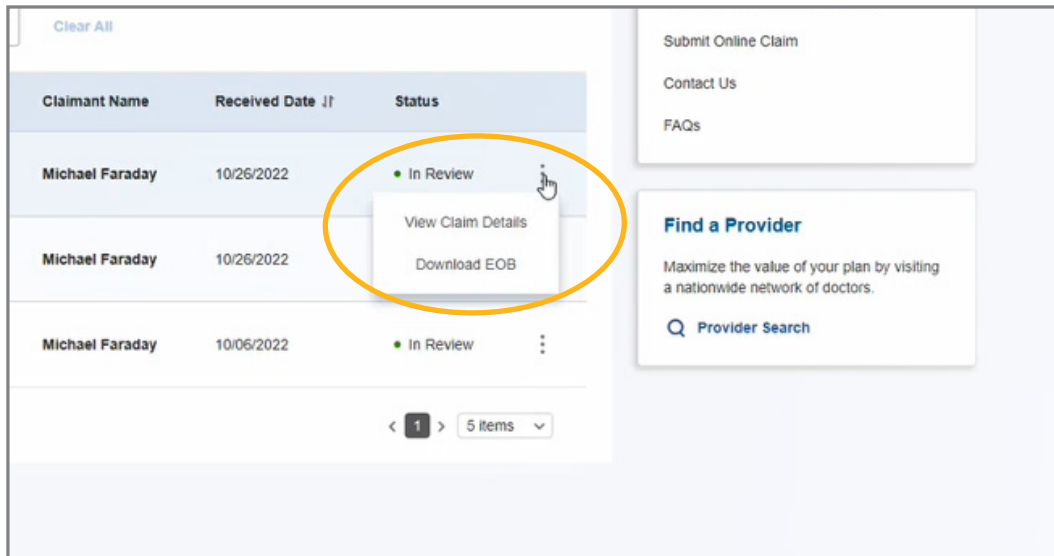 Clear All
Claimant Name Received Date Status
Michael Faraday 10/26/2022 In Review
View Claim Details
Download EOB
Michael Faraday 10/26/2022
Michael Faraday 10/06/2022 In Review
1 5 items
Submit Online Claim
Contact Us
FAQs
Find a Provider
Maximize the value of your plan by visiting
a nationwide network of doctors.
Provider Search